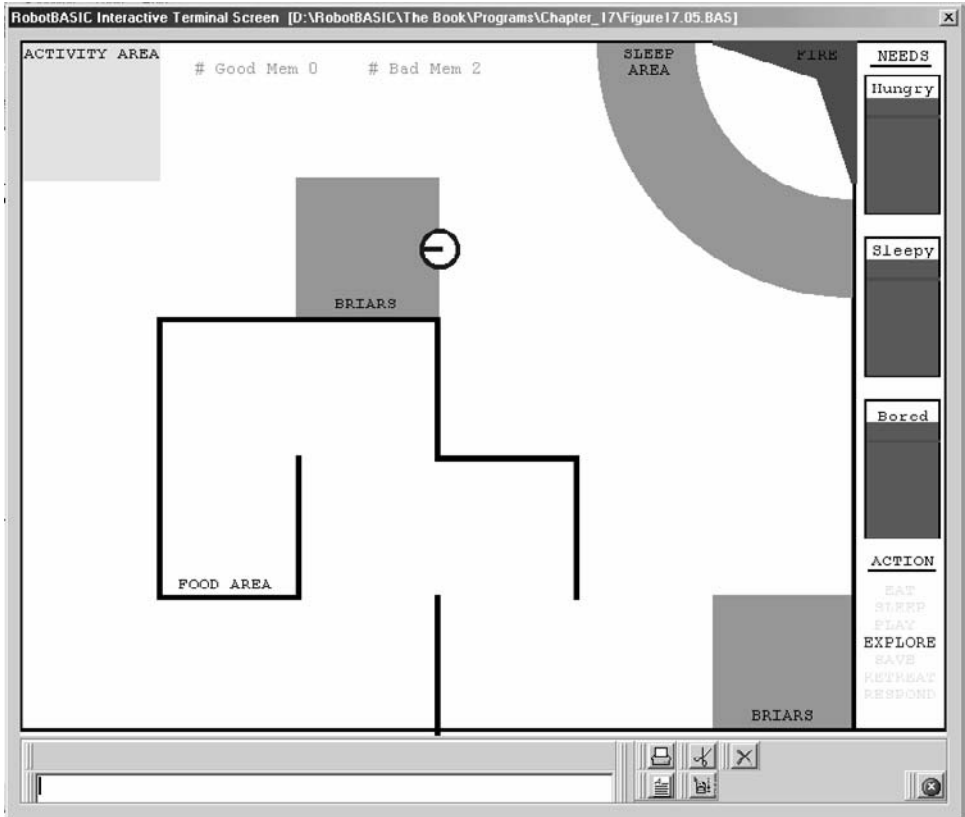 RobotBASIC Interactive Terminal Screen [D:\RobotBASIC\The Book\Programs\Chapter_17\Figure17.05.BAS]
ACTIVITY AREA
# Good Mem 0 # Bad Mem 2
SLEEP
AREA
FIRE
NEEDS
Hungry
Sleepy
BRIARS
Bored
FOOD AREA
ACTION
EAT
SLEEP
PLAY
EXPLORE
SAVE
RETREAT
RESPOND
BRIARS